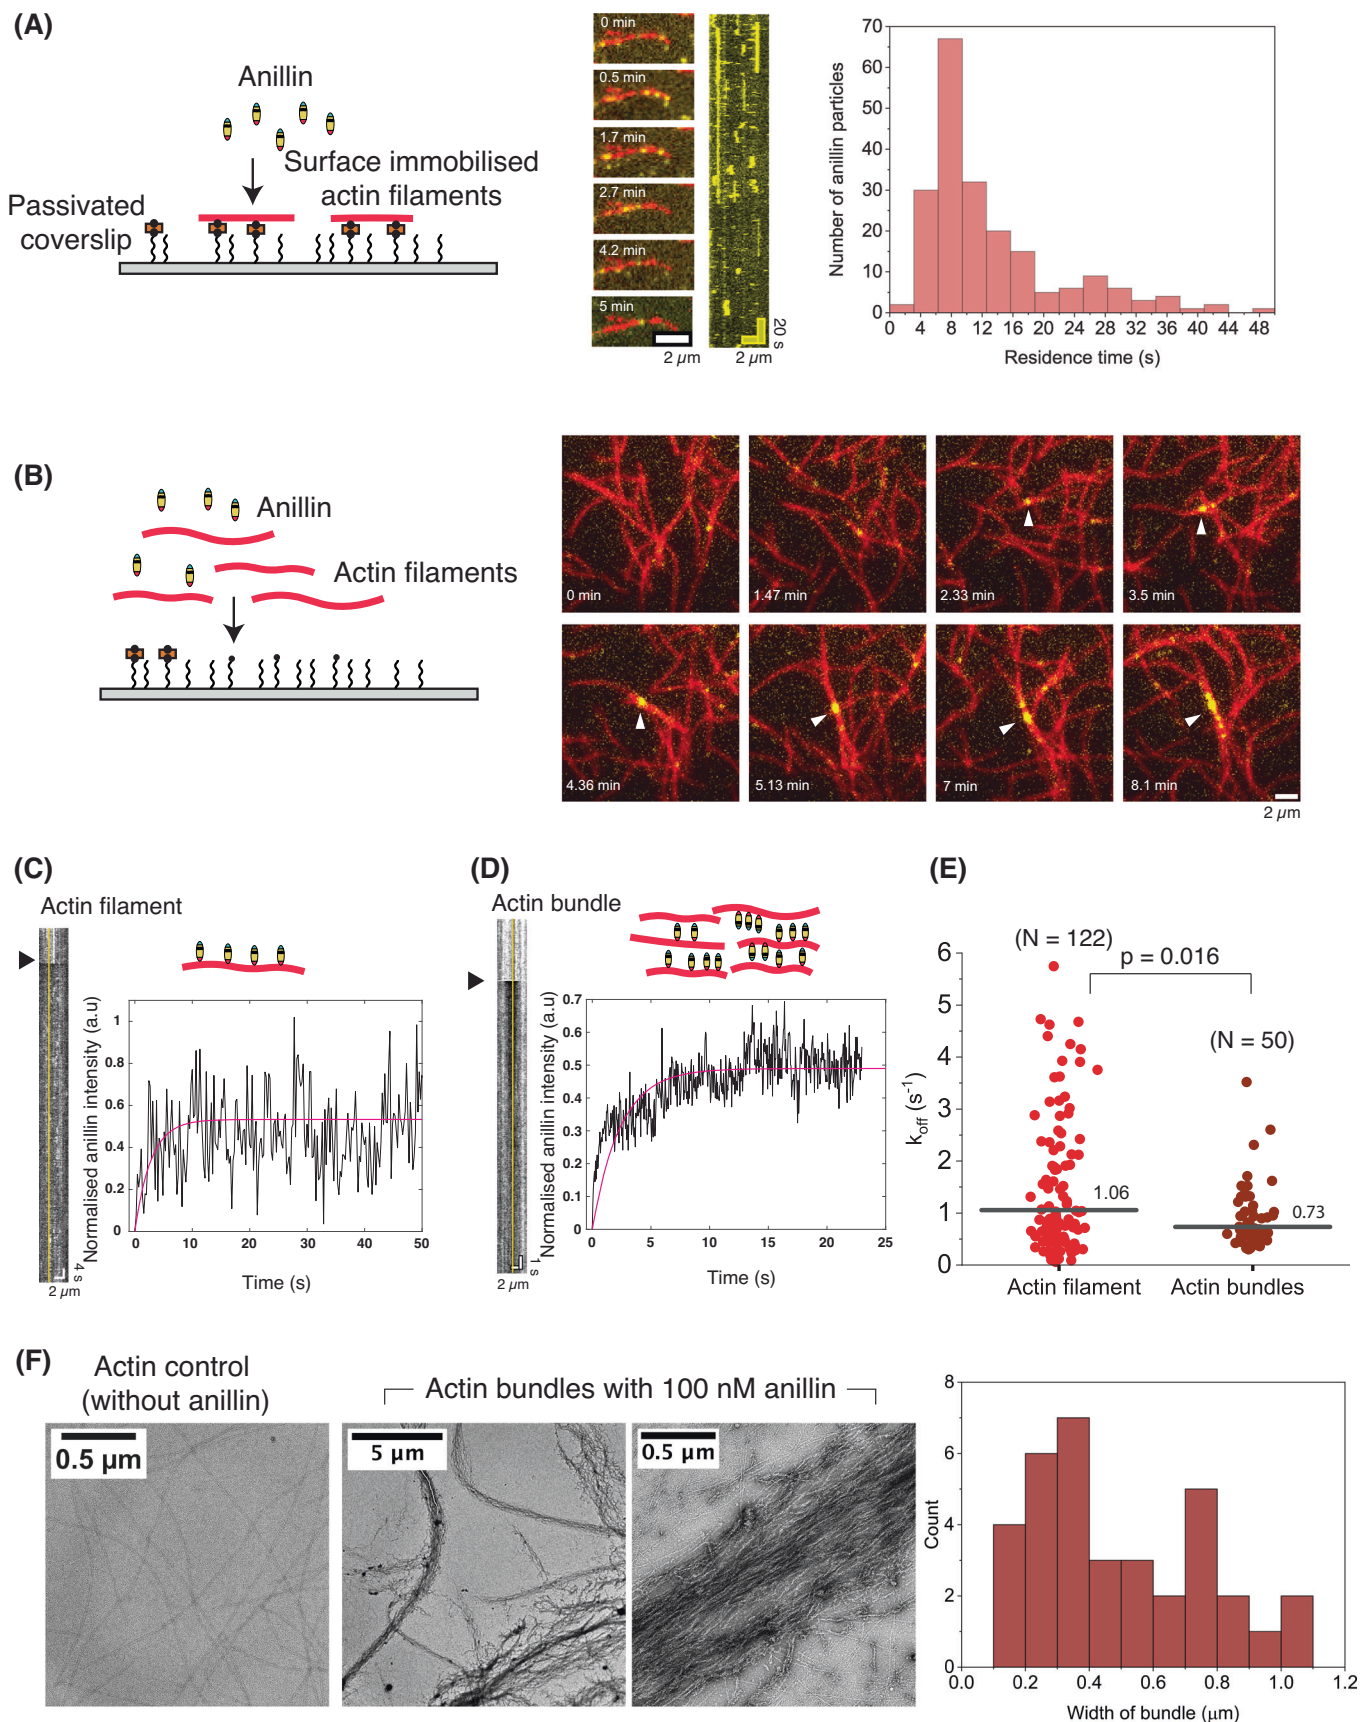 (A)
Anillin
Surface immobilised
actin filaments
Passivated
coverslip
0 min
0.5 min
1.7 min
2.7 min
4.2 min
5 min
2 µm
2 µm
20 s
Number of anillin particles
70
60
50
40
30
20
10
0
0 4 8 12 16 20 24 28 32 36 40 44 48
Residence time (s)
(B)
Anillin
Actin filaments
0 min
1.47 min
2.33 min
3.5 min
4.36 min
5.13 min
7 min
8.1 min
2 µm
(C)
Actin filament
4 s
2 µm
Normalised anillin intensity (a.u)
1
0.8
0.6
0.4
0.2
0
0 10 20 30 40 50
Time (s)
(D)
Actin bundle
1 s
2 µm
Normalised anillin intensity (a.u)
0.7
0.6
0.5
0.4
0.3
0.2
0.1
0
0 5 10 15 20 25
Time (s)
(E)
(N = 122)
p = 0.016
(N = 50)
k_off (s⁻¹)
6
5
4
3
2
1
0
1.06
0.73
Actin filament
Actin bundles
(F)
Actin control
(without anillin)
Actin bundles with 100 nM anillin
0.5 µm
5 µm
0.5 µm
Count
8
6
4
2
0
0.0 0.2 0.4 0.6 0.8 1.0 1.2
Width of bundle (µm)